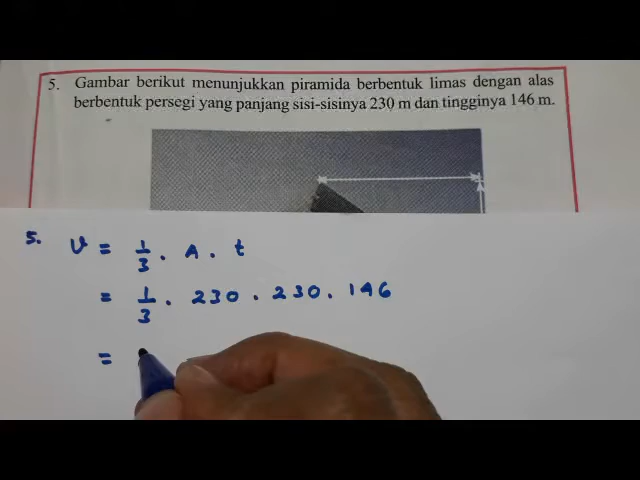 5. Gambar berikut menunjukkan piramida berbentuk limas dengan alas
berbentuk persegi yang panjang sisi-sisinya 230 m dan tingginya 146 m.
5. V = 1/3 . A . t
= 1/3 . 230 . 230 . 146
=